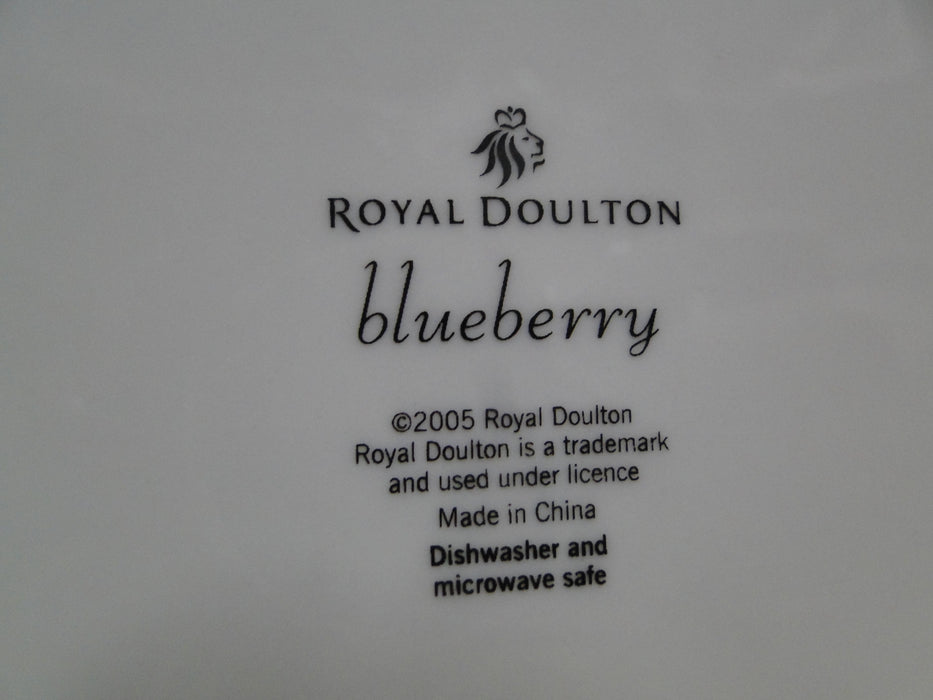 ROYAL DOULTON
blueberry
©2005 Royal Doulton
Royal Doulton is a trademark
and used under licence
Made in China
Dishwasher and
microwave safe